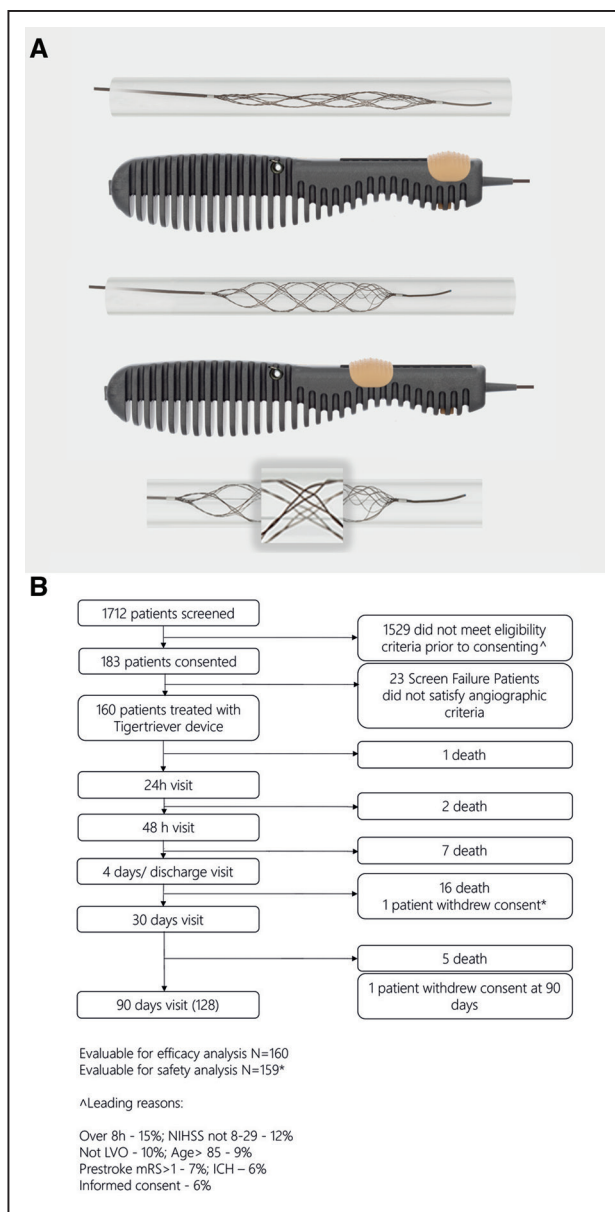 A
B
1712 patients screened
1529 did not meet eligibility
criteria prior to consenting^
183 patients consented
23 Screen Failure Patients
did not satisfy angiographic
criteria
160 patients treated with
Tigertriever device
1 death
24h visit
2 death
48 h visit
7 death
4 days/ discharge visit
16 death
1 patient withdrew consent*
30 days visit
5 death
1 patient withdrew consent at 90
days
90 days visit (128)
Evaluable for efficacy analysis N=160
Evaluable for safety analysis N=159*
^Leading reasons:
Over 8h - 15%; NIHSS not 8-29 - 12%
Not LVO - 10%; Age> 85 - 9%
Prestroke mRS>1 - 7%; ICH – 6%
Informed consent - 6%